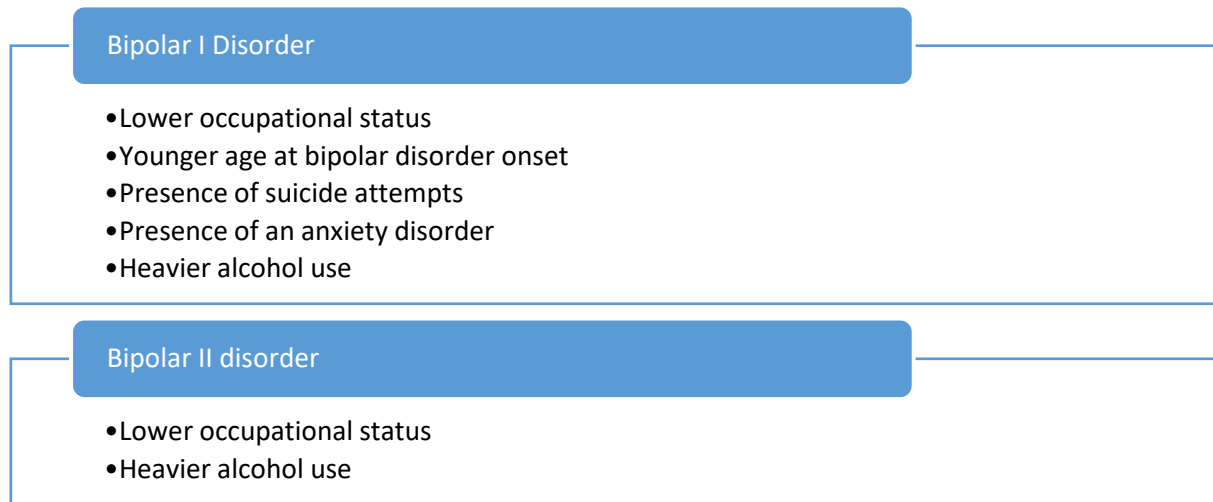 Bipolar I Disorder
•Lower occupational status
•Younger age at bipolar disorder onset
•Presence of suicide attempts
•Presence of an anxiety disorder
•Heavier alcohol use
Bipolar II disorder
•Lower occupational status
•Heavier alcohol use